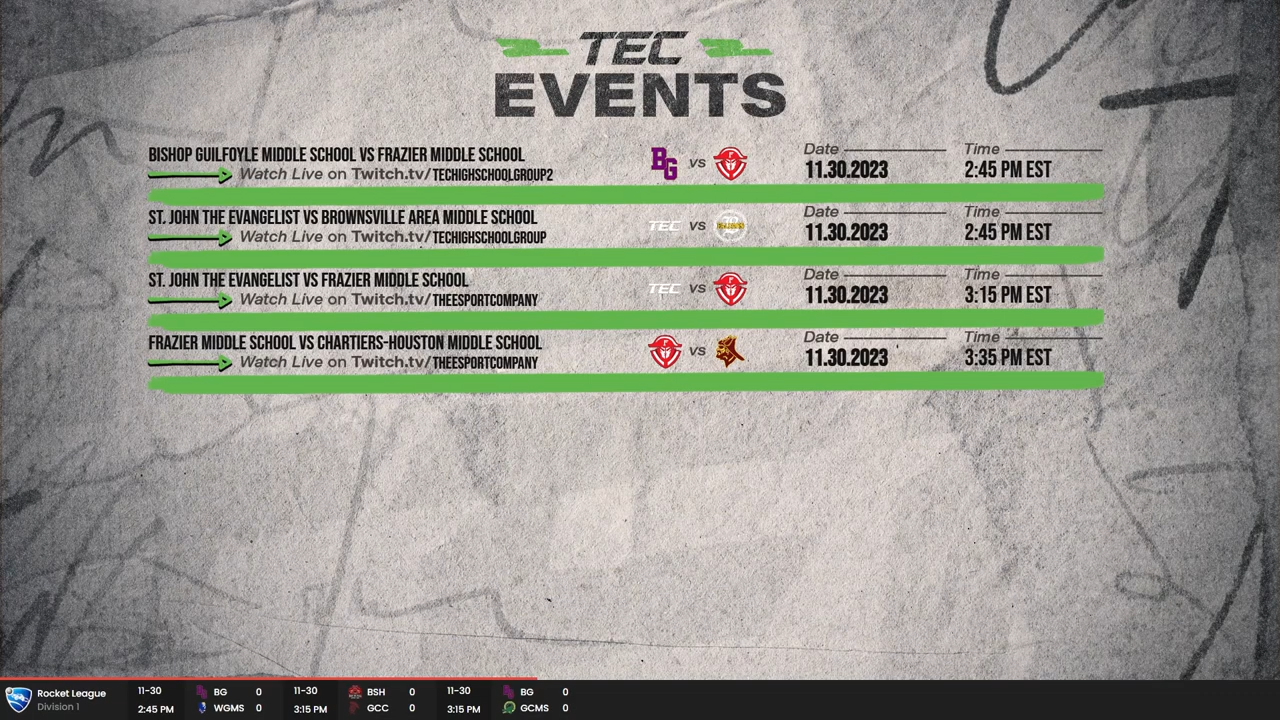 TEC
EVENTS
BISHOP GUILFOYLE MIDDLE SCHOOL VS FRAZIER MIDDLE SCHOOL
Watch Live on Twitch.tv/TECHIGHSCHOOLGROUP2
BG VS
Date
11.30.2023
Time
2:45 PM EST
ST. JOHN THE EVANGELIST VS BROWNSVILLE AREA MIDDLE SCHOOL
Watch Live on Twitch.tv/TECHIGHSCHOOLGROUP
TEC VS
Date
11.30.2023
Time
2:45 PM EST
ST. JOHN THE EVANGELIST VS FRAZIER MIDDLE SCHOOL
Watch Live on Twitch.tv/THEESPORTCOMPANY
TEC VS
Date
11.30.2023
Time
3:15 PM EST
FRAZIER MIDDLE SCHOOL VS CHARTIERS-HOUSTON MIDDLE SCHOOL
Watch Live on Twitch.tv/THEESPORTCOMPANY
VS
Date
11.30.2023
Time
3:35 PM EST
Rocket League
Division 1
11-30
2:45 PM
BG 0
WGMS 0
11-30
3:15 PM
BSH 0
GCC 0
11-30
3:15 PM
BG 0
GCMS 0